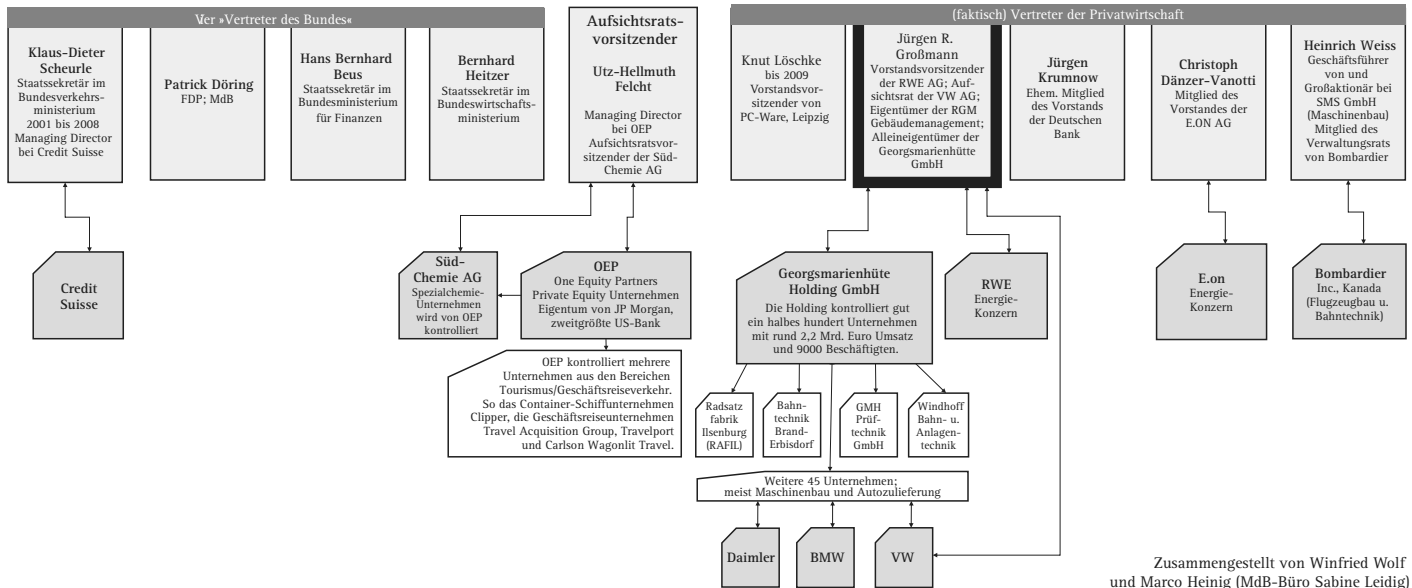 Vier »Vertreter des Bundes«
(faktisch) Vertreter der Privatwirtschaft
Klaus-Dieter
Scheurle
Staatssekretär im
Bundesverkehrs-
ministerium
2001 bis 2008
Managing Director
bei Credit Suisse
Patrick Döring
FDP; MdB
Hans Bernhard
Beus
Staatssekretär im
Bundesministerium
für Finanzen
Bernhard
Heitzer
Staatssekretär im
Bundeswirtschafts-
ministerium
Aufsichtsrats-
vorsitzender
Utz-Hellmuth
Felcht
Managing Director
bei OEP
Aufsichtsratsvor-
sitzender der Süd-
Chemie AG
Knut Löschke
bis 2009
Vorstandsvor-
sitzender von
PC-Ware, Leipzig
Jürgen R.
Großmann
Vorstandsvorsitzender
der RWE AG; Auf-
sichtsrat der VW AG;
Eigentümer der RGM
Gebäudemanagement;
Alleineigentümer der
Georgsmarienhütte
GmbH
Jürgen
Krumnow
Ehem. Mitglied
des Vorstands
der Deutschen
Bank
Christoph
Dänzer-Vanotti
Mitglied des
Vorstandes der
E.ON AG
Heinrich Weiss
Geschäftsführer
von und
Großaktionär bei
SMS GmbH
(Maschinenbau)
Mitglied des
Verwaltungsrats
von Bombardier
Credit
Suisse
Süd-
Chemie AG
Spezialchemie-
Unternehmen
wird von OEP
kontrolliert
OEP
One Equity Partners
Private Equity Unternehmen
Eigentum von JP Morgan,
zweitgrößte US-Bank
OEP kontrolliert mehrere
Unternehmen aus den Bereichen
Tourismus/Geschäftsreiseverkehr.
So das Container-Schiffunternehmen
Clipper, die Geschäftsreiseunternehmen
Travel Acquisition Group, Travelport
und Carlson Wagonlit Travel.
Georgsmarienhüte
Holding GmbH
Die Holding kontrolliert gut
ein halbes hundert Unternehmen
mit rund 2,2 Mrd. Euro Umsatz
und 9000 Beschäftigten.
RWE
Energie-
Konzern
E.on
Energie-
Konzern
Bombardier
Inc., Kanada
(Flugzeugbau u.
Bahntechnik)
Radsatz
fabrik
Ilsenburg
(RAFIL)
Bahn-
technik
Brand-
Erbisdorf
GMH
Prüf-
technik
GmbH
Windhoff
Bahn- u.
Anlagen-
technik
Weitere 45 Unternehmen;
meist Maschinenbau und Autozulieferung
Daimler
BMW
VW
Zusammengestellt von Winfried Wolf
und Marco Heinig (MdB-Büro Sabine Leidig)